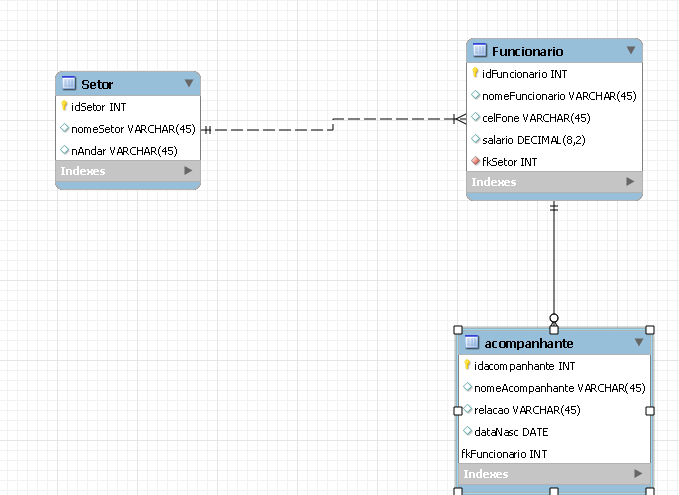 Setor
idSetor INT
nomeSetor VARCHAR(45)
nAndar VARCHAR(45)
Indexes
Funcionario
idFuncionario INT
nomeFuncionario VARCHAR(45)
celFone VARCHAR(45)
salario DECIMAL(8,2)
fkSetor INT
Indexes
acompanhante
idacompanhante INT
nomeAcompanhante VARCHAR(45)
relacao VARCHAR(45)
dataNasc DATE
fkFuncionario INT
Indexes